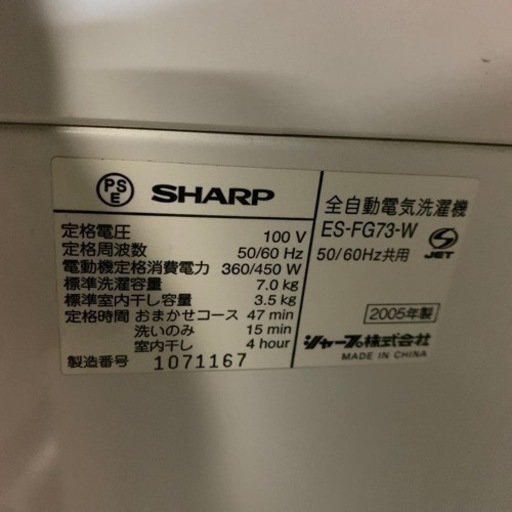 PS E SHARP
定格電圧 100 V
定格周波数 50/60 Hz
電動機定格消費電力 360/450 W
標準洗濯容量 7.0 kg
標準室内干し容量 3.5 kg
定格時間 おまかせコース 47 min
洗いのみ 15 min
室内干し 4 hour
製造番号 1071167
全自動電気洗濯機
ES-FG73-W
50/60Hz共用
S JET
2005年製
シャープ株式会社
MADE IN CHINA